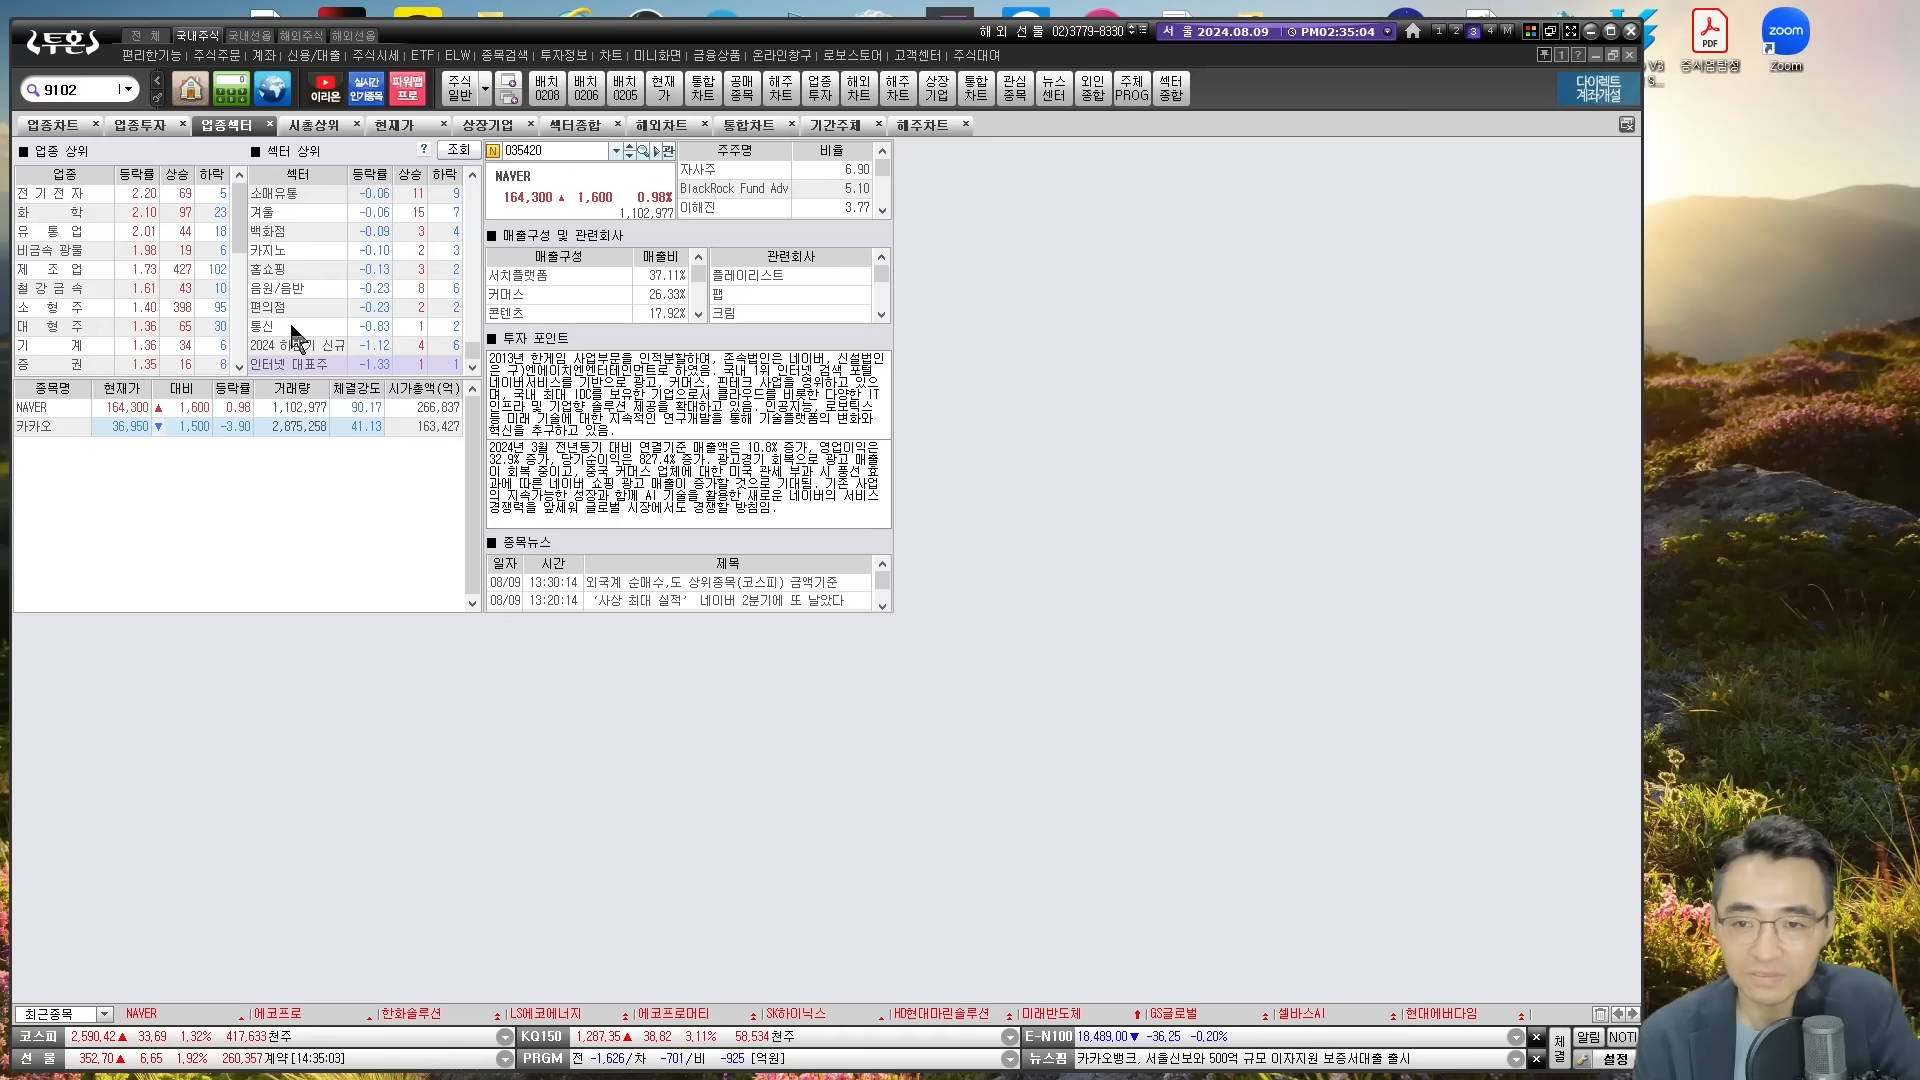 투혼
전 체 국내주식 국내선옵 해외주식 해외선옵
해 외 선 물 02)3779-8330
서 울 2024.08.09 PM02:35:04
1 2 3 4 M
편리한기능 주식주문 계좌 신용/대출 주식시세 ETF ELW 종목검색 투자정보 차트 미니화면 금융상품 온라인창구 로보스토어 고객센터 주식대여
9102
이리온
실시간 인기종목
파워맵 프로
주식 일반
배치 0208
배치 0206
배치 0205
현재 가
통합 차트
공매 종목
해주 차트
업종 투자
해외 차트
해주 차트
상장 기업
통합 차트
관심 종목
뉴스 센터
외인 종합
주체 PROG
섹터 종합
다이렉트 계좌개설
업종차트 업종투자 업종섹터 시총상위 현재가 상장기업 섹터종합 해외차트 통합차트 기간주체 해주차트
■ 업종 상위
업종 등락률 상승 하락
전 기 전 자 2.20 69 5
화 학 2.10 97 23
유 통 업 2.01 44 18
비금속 광물 1.98 19 6
제 조 업 1.73 427 102
철 강 금 속 1.61 43 10
소 형 주 1.40 398 95
대 형 주 1.36 65 30
기 계 1.36 34 6
증 권 1.35 16 8
■ 섹터 상위
? 조회
섹터 등락률 상승 하락
소매유통 -0.06 11 9
겨울 -0.06 15 7
백화점 -0.09 3 4
카지노 -0.10 2 3
홈쇼핑 -0.13 3 2
음원/음반 -0.23 8 6
편의점 -0.23 2 2
통신 -0.83 1 2
2024 하반기 신규 -1.12 4 6
인터넷 대표주 -1.33 1 1
종목명 현재가 대비 등락률 거래량 체결강도 시가총액(억)
NAVER 164,300 ▲ 1,600 0.98 1,102,977 90.17 266,837
카카오 36,950 ▼ 1,500 -3.90 2,875,258 41.13 163,427
N 035420 관
NAVER
164,300 ▲ 1,600 0.98%
1,102,977
주주명 비율
자사주 6.90
BlackRock Fund Adv 5.10
이해진 3.77
■ 매출구성 및 관련회사
매출구성 매출비
서치플랫폼 37.11%
커머스 26.33%
콘텐츠 17.92%
관련회사
플레이리스트
팹
크림
■ 투자 포인트
2013년 한게임 사업부문을 인적분할하며, 존속법인은 네이버, 신설법인
은 구)엔에이치엔엔터테인먼트로 하였음. 국내 1위 인터넷 검색 포털
네이버서비스를 기반으로 광고, 커머스, 핀테크 사업을 영위하고 있으
며, 국내 최대 IDC를 보유한 기업으로서 클라우드를 비롯한 다양한 IT
인프라 및 기업향 솔루션 제공을 확대하고 있음. 인공지능, 로보틱스
등 미래 기술에 대한 지속적인 연구개발을 통해 기술플랫폼의 변화와
혁신을 추구하고 있음.
2024년 3월 전년동기 대비 연결기준 매출액은 10.8% 증가, 영업이익은
32.9% 증가, 당기순이익은 827.4% 증가. 광고경기 회복으로 광고 매출
이 회복 중이고, 중국 커머스 업체에 대한 미국 관세 부과 시 풍선 효
과에 따른 네이버 쇼핑 광고 매출이 증가할 것으로 기대됨. 기존 사업
의 지속가능한 성장과 함께 AI 기술을 활용한 새로운 네이버의 서비스
경쟁력을 앞세워 글로벌 시장에서도 경쟁할 방침임.
■ 종목뉴스
일자 시간 제목
08/09 13:30:14 외국계 순매수,도 상위종목(코스피) 금액기준
08/09 13:20:14 ‘사상 최대 실적’ 네이버 2분기에 또 날았다
최근종목 NAVER 에코프로 한화솔루션 LS에코에너지 에코프로머티 SK하이닉스 HD현대마린솔루션 미래반도체 GS글로벌 셀바스AI 현대에버다임
코스피 2,590,42▲ 33,69 1,32% 417,633천주
KQ150 1,287,35▲ 38,82 3,11% 58,534천주
E-N100 18,489,00▼ -36,25 -0,20%
선 물 352,70▲ 6,65 1,92% 260,357계약[14:35:03]
PRGM 전 -1,626/차 -701/비 -925 [억원]
뉴스핌 카카오뱅크, 서울신보와 500억 규모 이자지원 보증서대출 출시
체결
알림 NOTI
설정
V3
S...
PDF
증시염탐정
zoom
Zoom